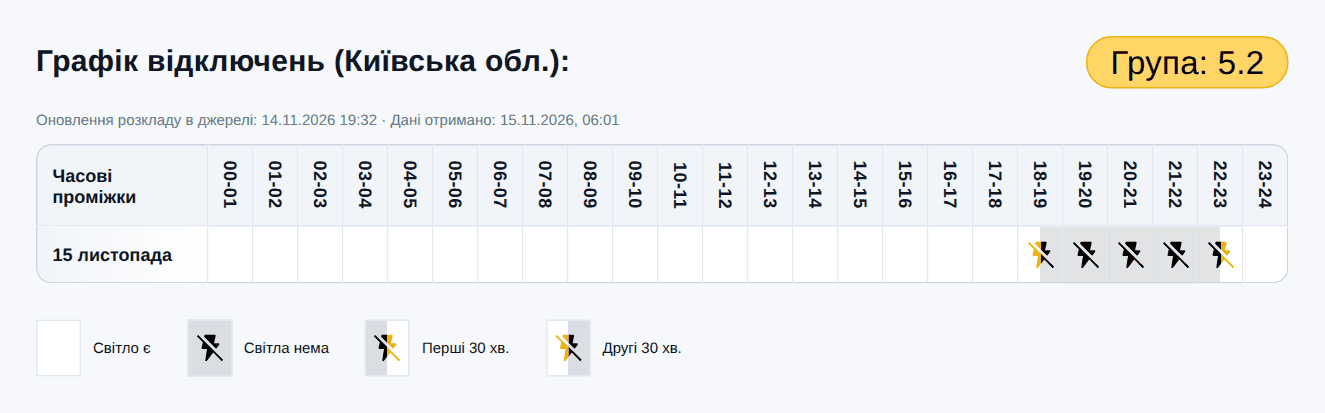 Графік відключень (Київська обл.):
Група: 5.2
Оновлення розкладу в джерелі: 14.11.2026 19:32 · Дані отримано: 15.11.2026, 06:01
Часові
проміжки
00-01
01-02
02-03
03-04
04-05
05-06
06-07
07-08
08-09
09-10
10-11
11-12
12-13
13-14
14-15
15-16
16-17
17-18
18-19
19-20
20-21
21-22
22-23
23-24
15 листопада
Світло є
Світла нема
Перші 30 хв.
Другі 30 хв.